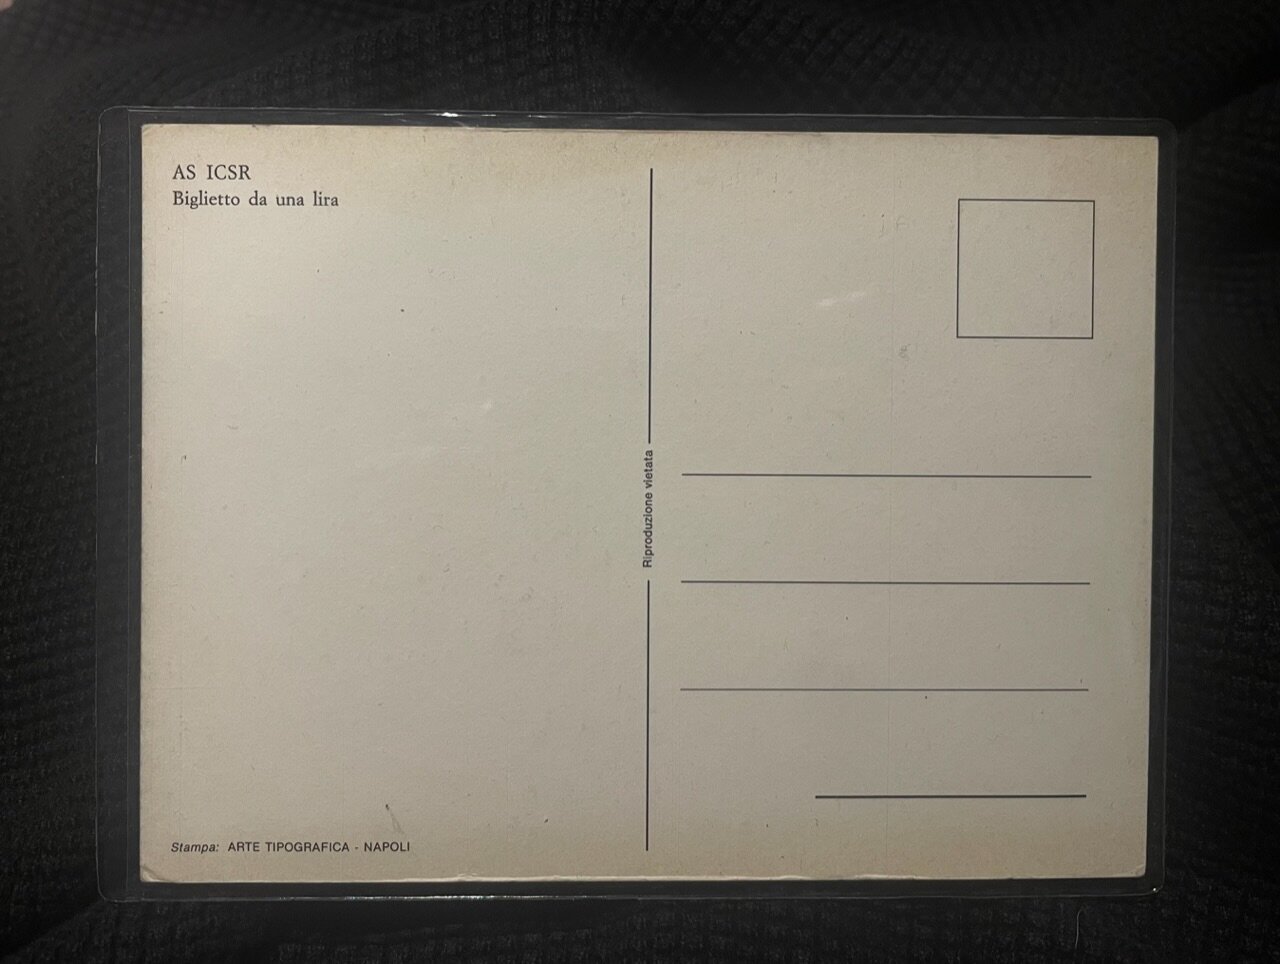 AS ICSR
Biglietto da una lira
Riproduzione vietata
Stampa: ARTE TIPOGRAFICA - NAPOLI